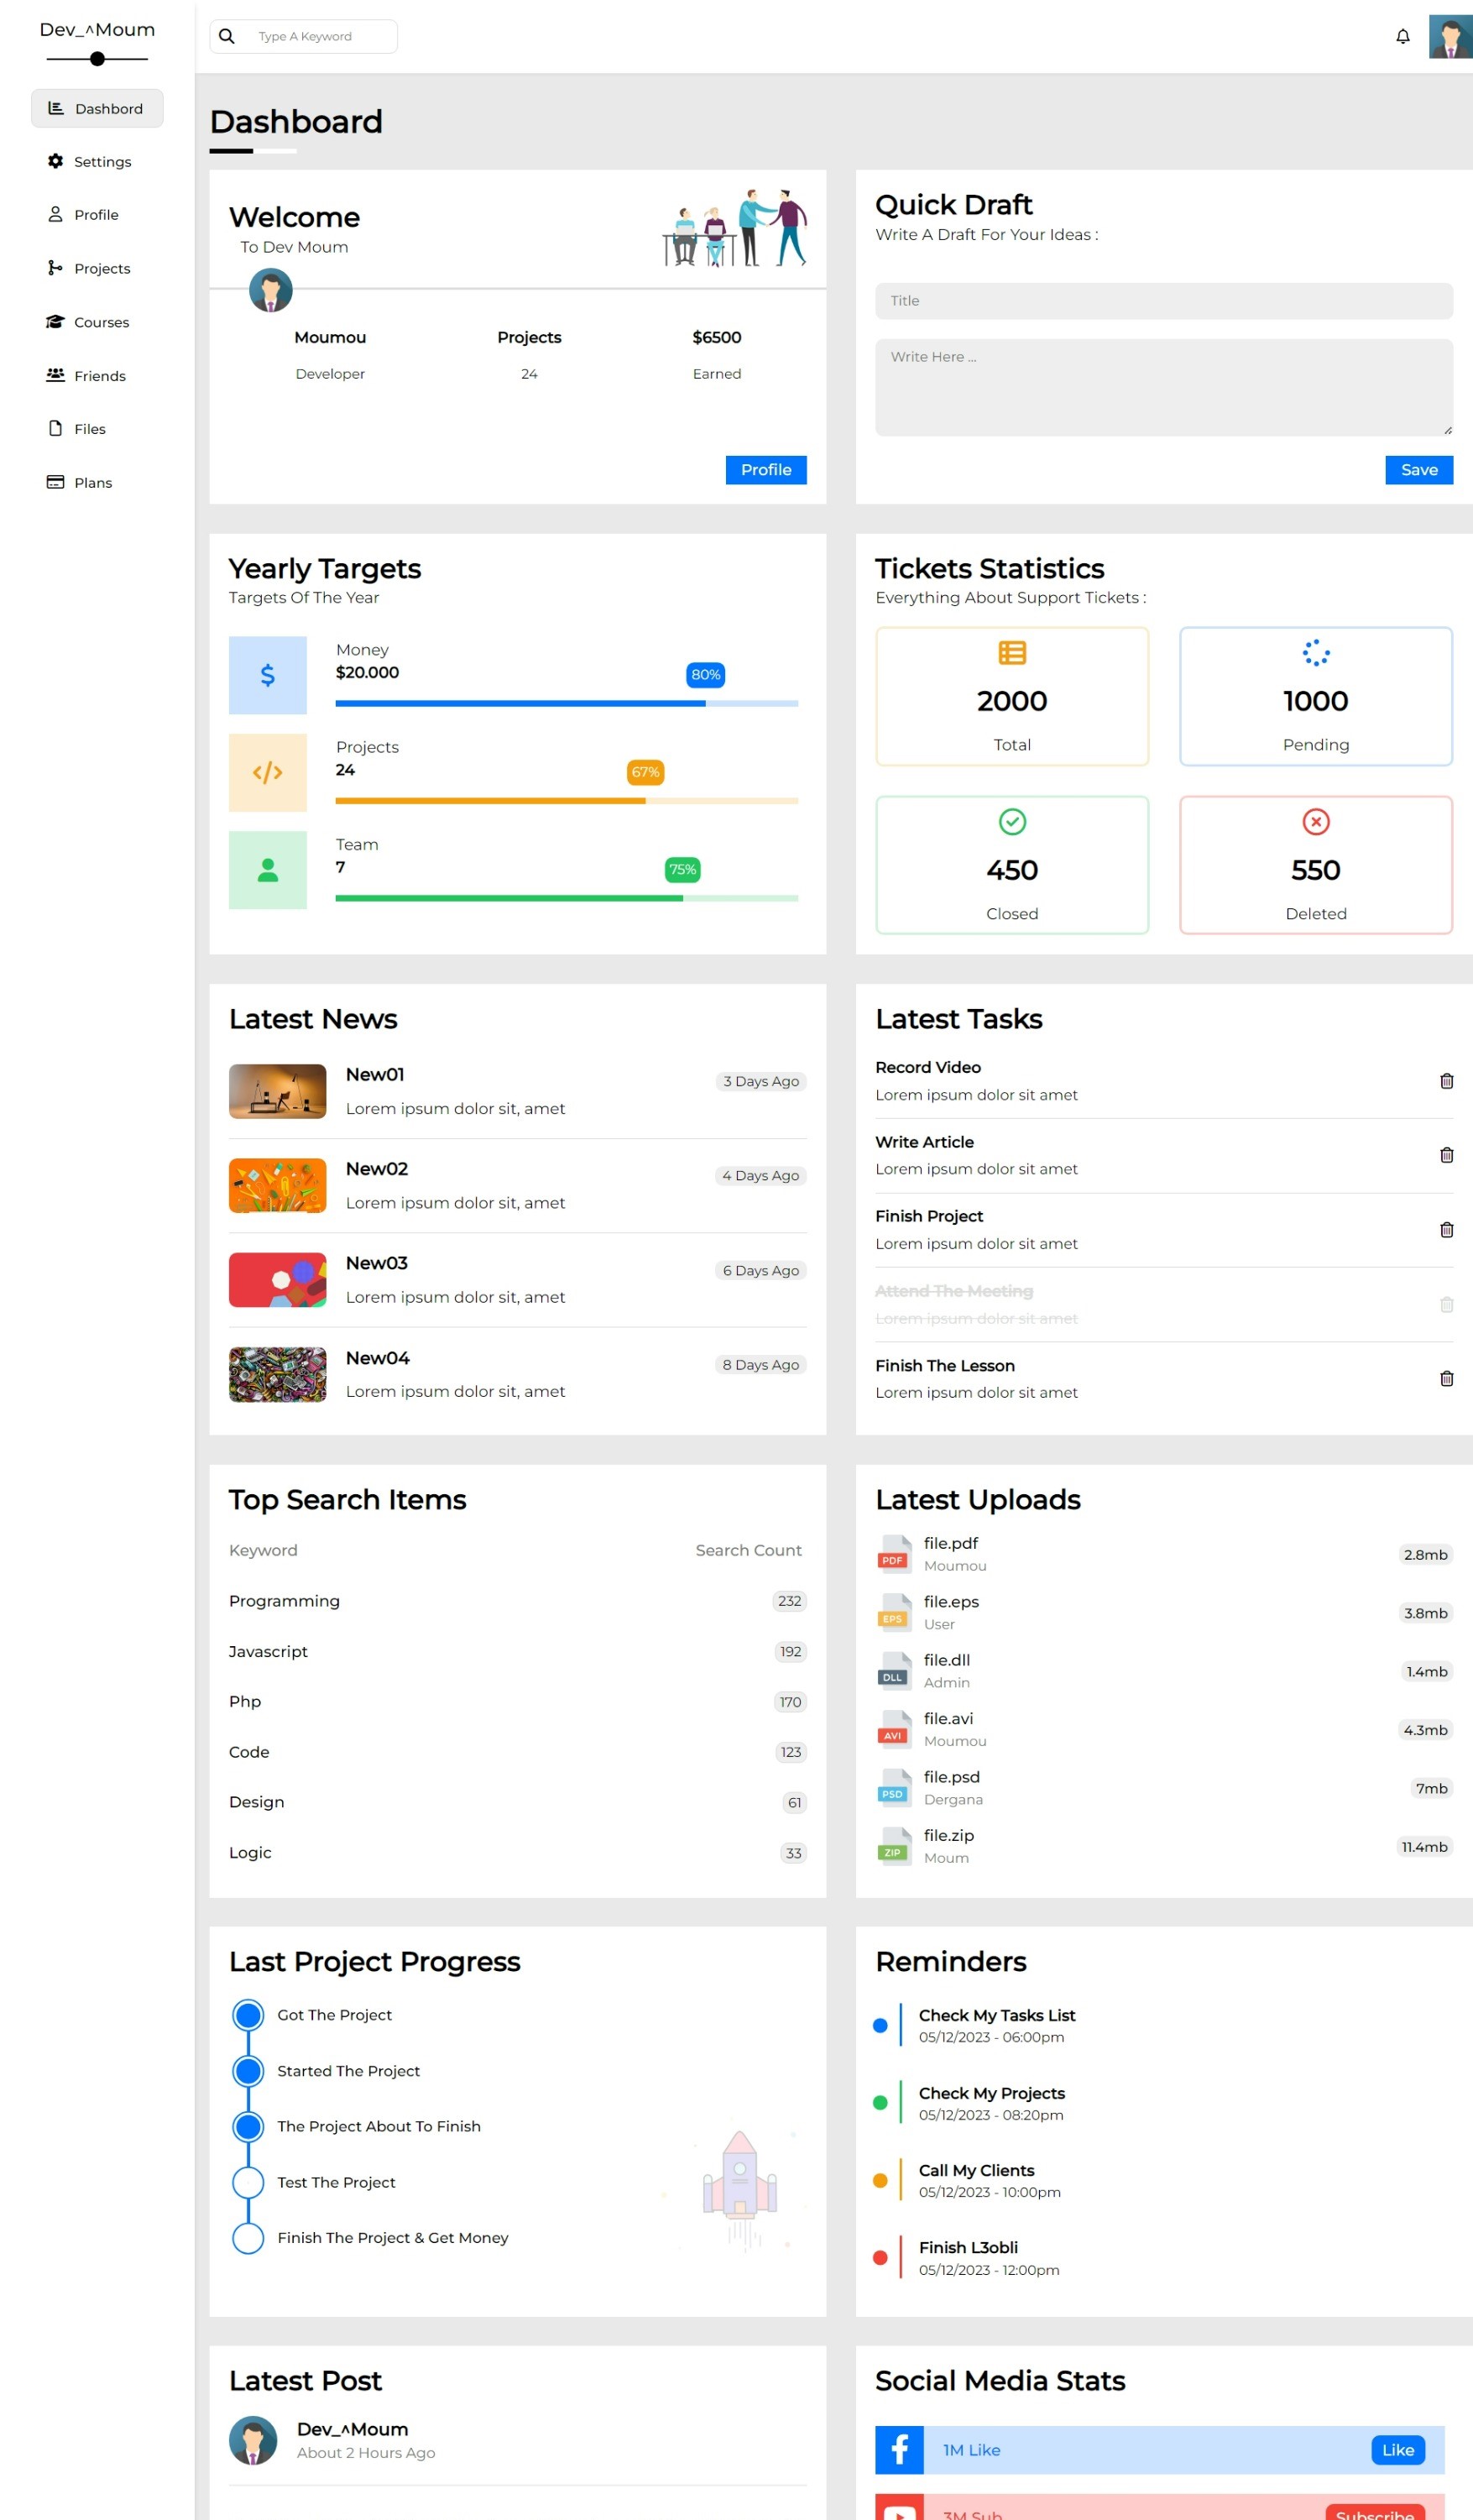 Dev_^Moum
Dashbord
Settings
Profile
Projects
Courses
Friends
Files
Plans
Type A Keyword
Dashboard
Welcome
To Dev Moum
Moumou
Projects
$6500
Developer
24
Earned
Profile
Quick Draft
Write A Draft For Your Ideas :
Title
Write Here ...
Save
Yearly Targets
Targets Of The Year
$
Money
$20.000
80%
</>
Projects
24
67%
Team
7
75%
Tickets Statistics
Everything About Support Tickets :
2000
Total
1000
Pending
450
Closed
550
Deleted
Latest News
New01
Lorem ipsum dolor sit, amet
3 Days Ago
New02
Lorem ipsum dolor sit, amet
4 Days Ago
New03
Lorem ipsum dolor sit, amet
6 Days Ago
New04
Lorem ipsum dolor sit, amet
8 Days Ago
Latest Tasks
Record Video
Lorem ipsum dolor sit amet
Write Article
Lorem ipsum dolor sit amet
Finish Project
Lorem ipsum dolor sit amet
Attend The Meeting
Lorem ipsum dolor sit amet
Finish The Lesson
Lorem ipsum dolor sit amet
Top Search Items
Keyword Search Count
Programming 232
Javascript 192
Php 170
Code 123
Design 61
Logic 33
Latest Uploads
PDF
file.pdf
Moumou
2.8mb
EPS
file.eps
User
3.8mb
DLL
file.dll
Admin
1.4mb
AVI
file.avi
Moumou
4.3mb
PSD
file.psd
Dergana
7mb
ZIP
file.zip
Moum
11.4mb
Last Project Progress
Got The Project
Started The Project
The Project About To Finish
Test The Project
Finish The Project & Get Money
Reminders
Check My Tasks List
05/12/2023 - 06:00pm
Check My Projects
05/12/2023 - 08:20pm
Call My Clients
05/12/2023 - 10:00pm
Finish L3obli
05/12/2023 - 12:00pm
Latest Post
Dev_^Moum
About 2 Hours Ago
Social Media Stats
1M Like
Like
3M Sub
Subscribe